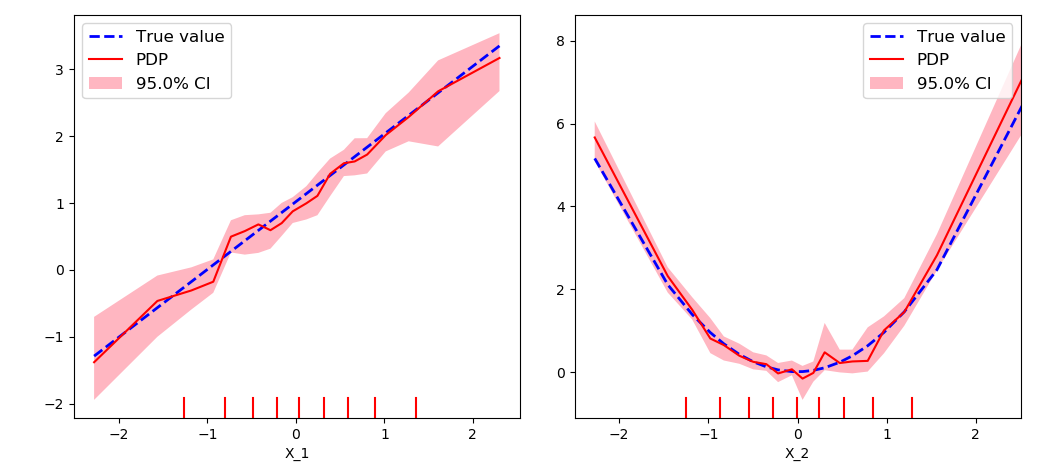 True value
PDP
95.0% CI
3
2
1
0
−1
−2
−2 −1 0 1 2
X_1
True value
PDP
95.0% CI
8
6
4
2
0
−2 −1 0 1 2
X_2